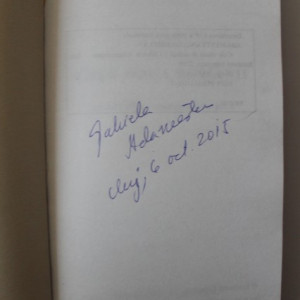 Gabriela
Adameșteanu
Cluj, 6 oct. 2015